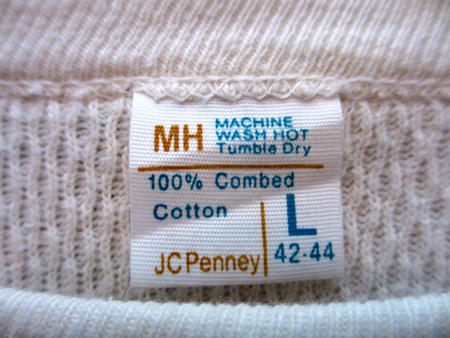 MH MACHINE
WASH HOT
Tumble Dry
100% Combed
Cotton
L
JCPenney
42-44